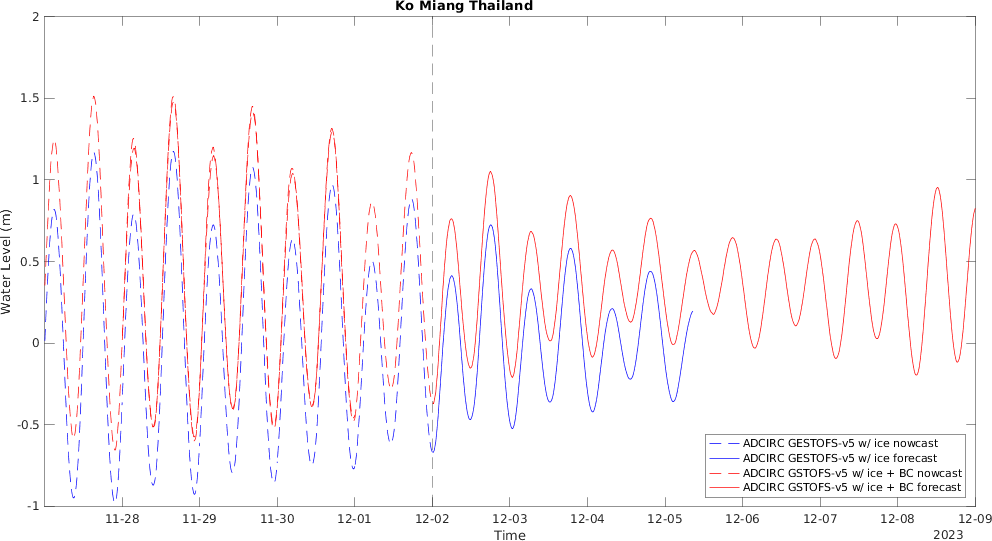 Ko Miang Thailand
2
1.5
1
0.5
0
-0.5
-1
Water Level (m)
ADCIRC GESTOFS-v5 w/ ice nowcast
ADCIRC GESTOFS-v5 w/ ice forecast
ADCIRC GSTOFS-v5 w/ ice + BC nowcast
ADCIRC GSTOFS-v5 w/ ice + BC forecast
11-28 11-29 11-30 12-01 12-02 12-03 12-04 12-05 12-06 12-07 12-08 12-09
Time
2023